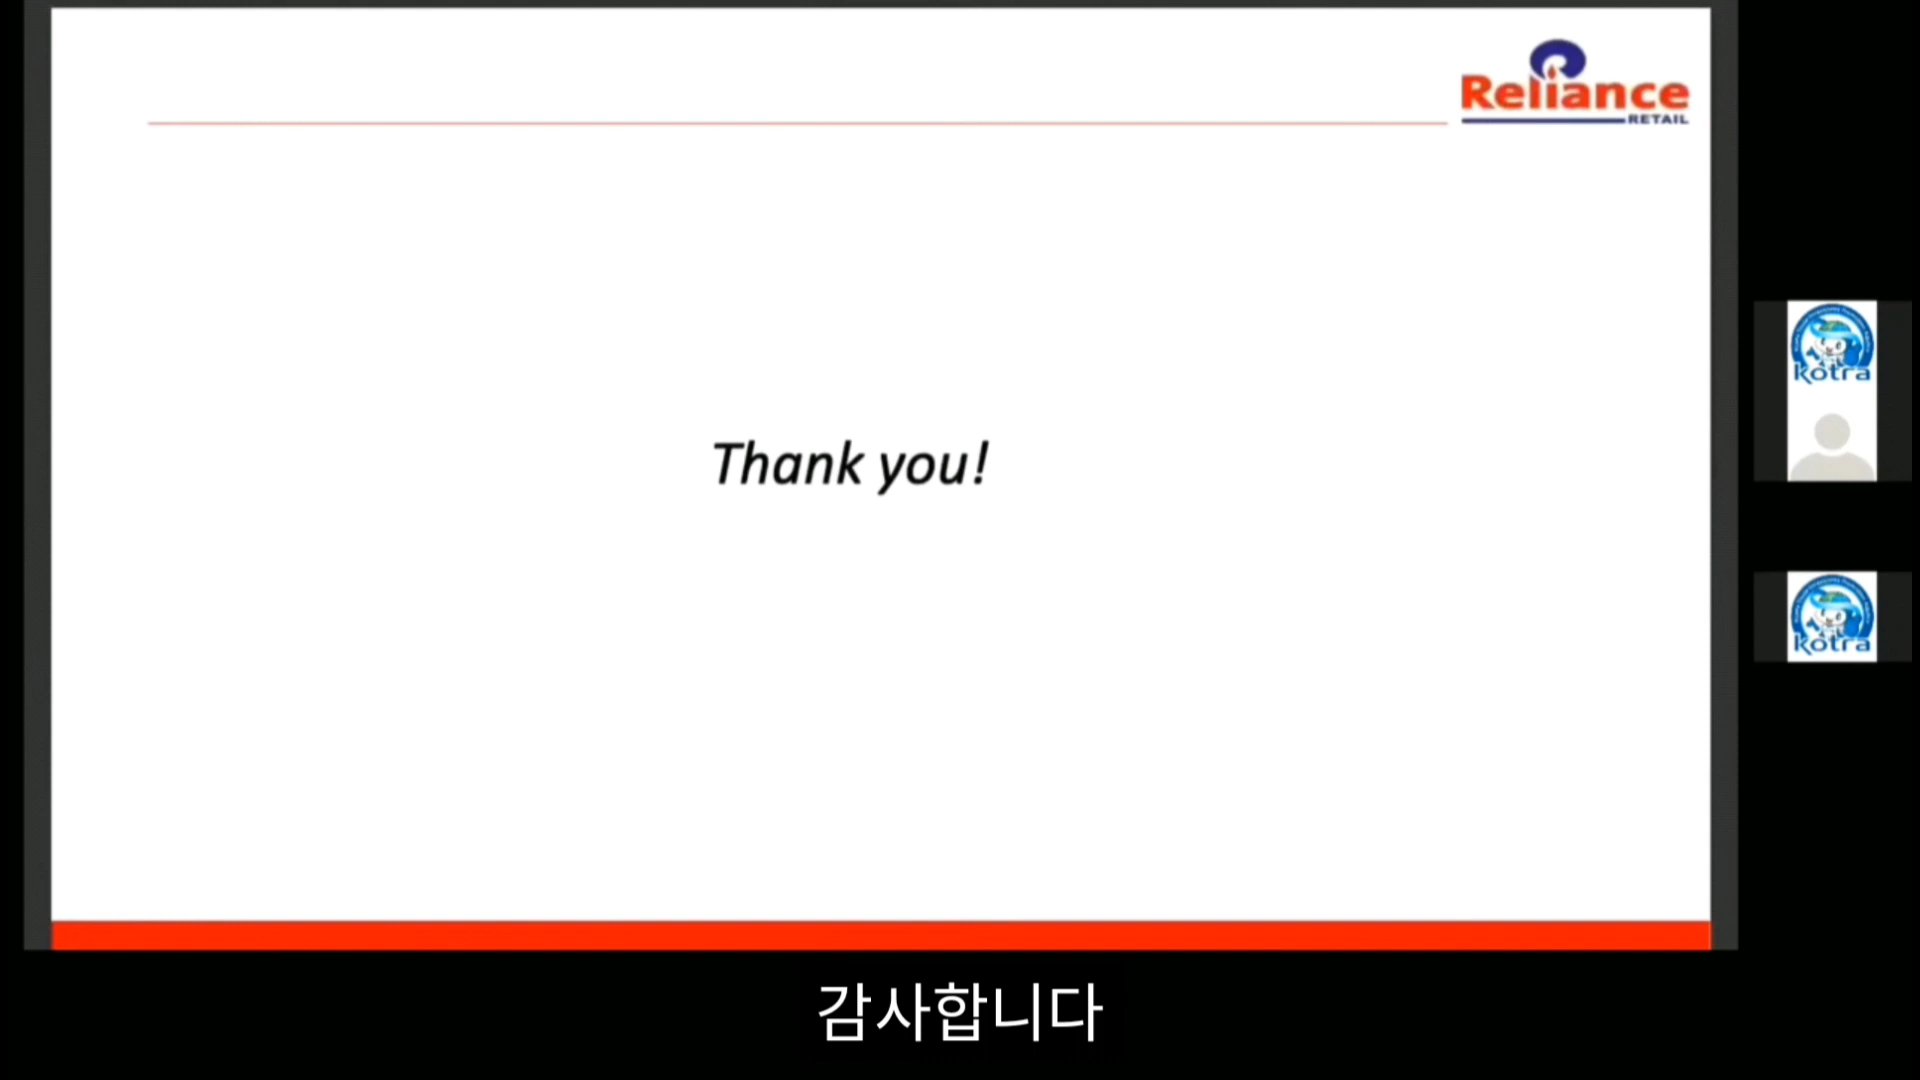 Reliance
RETAIL
Thank you!
kotra
kotra
감사합니다